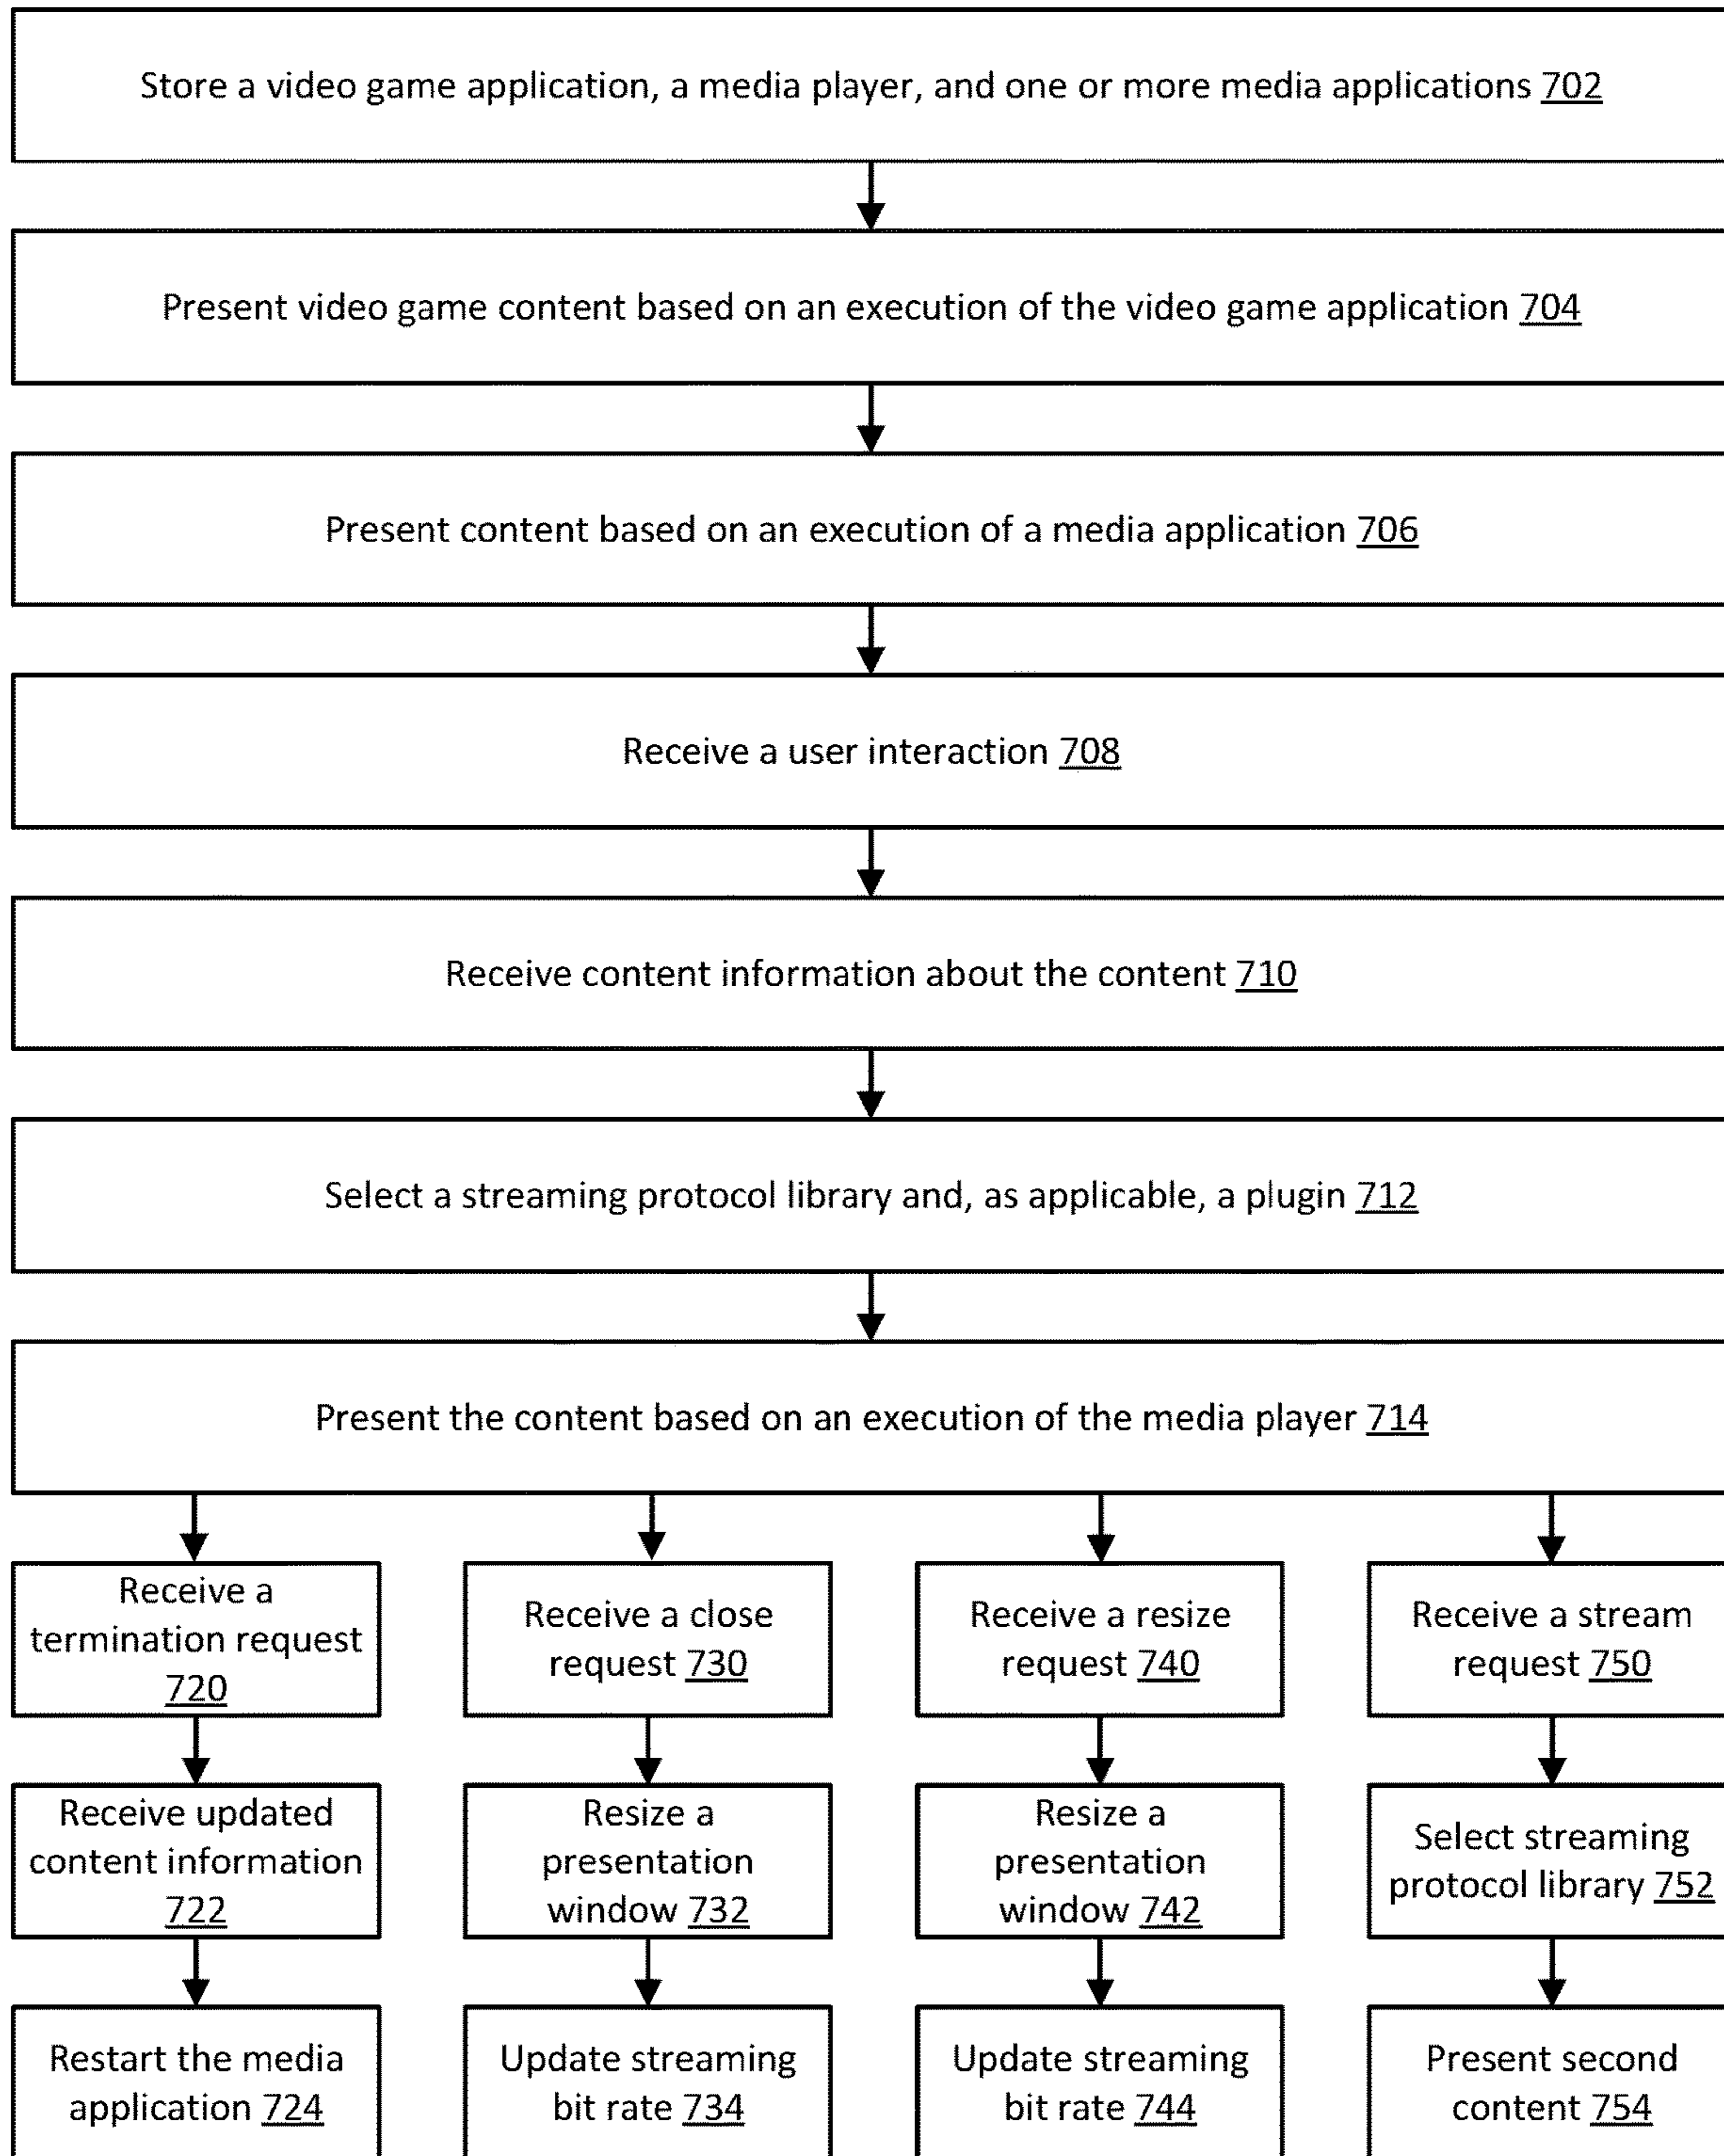 Store a video game application, a media player, and one or more media applications 702
Present video game content based on an execution of the video game application 704
Present content based on an execution of a media application 706
Receive a user interaction 708
Receive content information about the content 710
Select a streaming protocol library and, as applicable, a plugin 712
Present the content based on an execution of the media player 714
Receive a
termination request
720
Receive a close
request 730
Receive a resize
request 740
Receive a stream
request 750
Receive updated
content information
722
Resize a
presentation
window 732
Resize a
presentation
window 742
Select streaming
protocol library 752
Restart the media
application 724
Update streaming
bit rate 734
Update streaming
bit rate 744
Present second
content 754